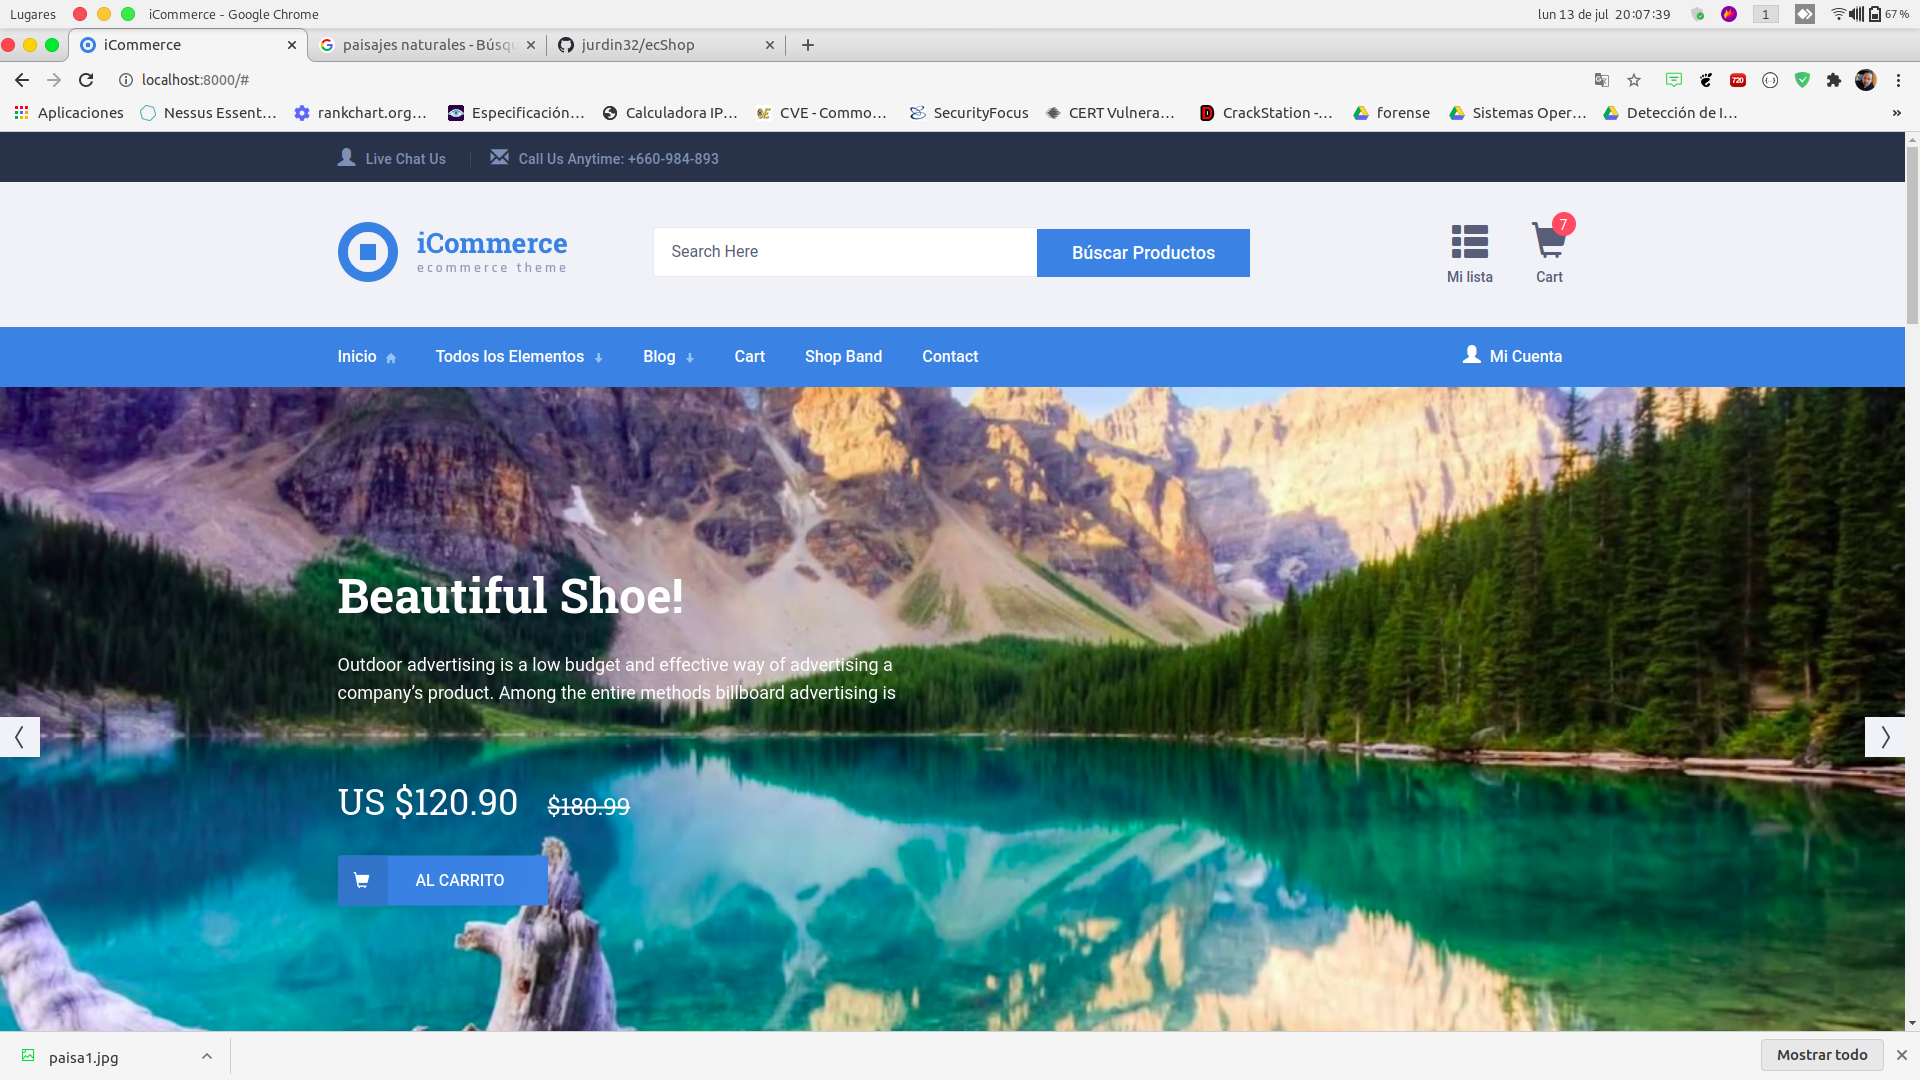 Lugares iCommerce - Google Chrome lun 13 de jul 20:07:39 1 67 %
iCommerce paisajes naturales - Búsqu jurdin32/ecShop
localhost:8000/# 720
Aplicaciones Nessus Essent... rankchart.org... Especificación... Calculadora IP... CVE - Commo... SecurityFocus CERT Vulnera... CrackStation -... forense Sistemas Oper... Detección de I... »
Live Chat Us Call Us Anytime: +660-984-893
iCommerce
ecommerce theme
Search Here Búscar Productos
7
Mi lista Cart
Inicio Todos los Elementos Blog Cart Shop Band Contact Mi Cuenta
Beautiful Shoe!
Outdoor advertising is a low budget and effective way of advertising a
company’s product. Among the entire methods billboard advertising is
US $120.90 $180.99
AL CARRITO
paisa1.jpg Mostrar todo